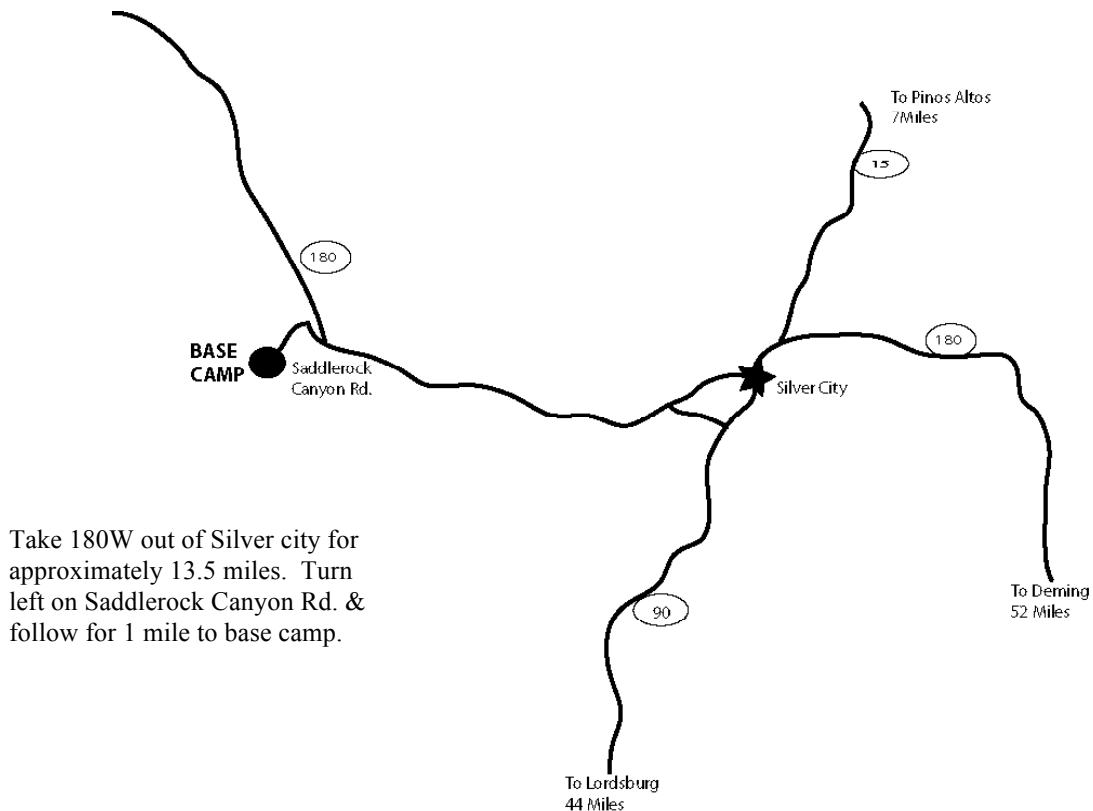 To Pinos Altos
7Miles
15
180
BASE
CAMP
Saddlerock
Canyon Rd.
180
Silver City
Take 180W out of Silver city for
approximately 13.5 miles.  Turn
left on Saddlerock Canyon Rd. &
follow for 1 mile to base camp.
To Deming
52 Miles
90
To Lordsburg
44 Miles